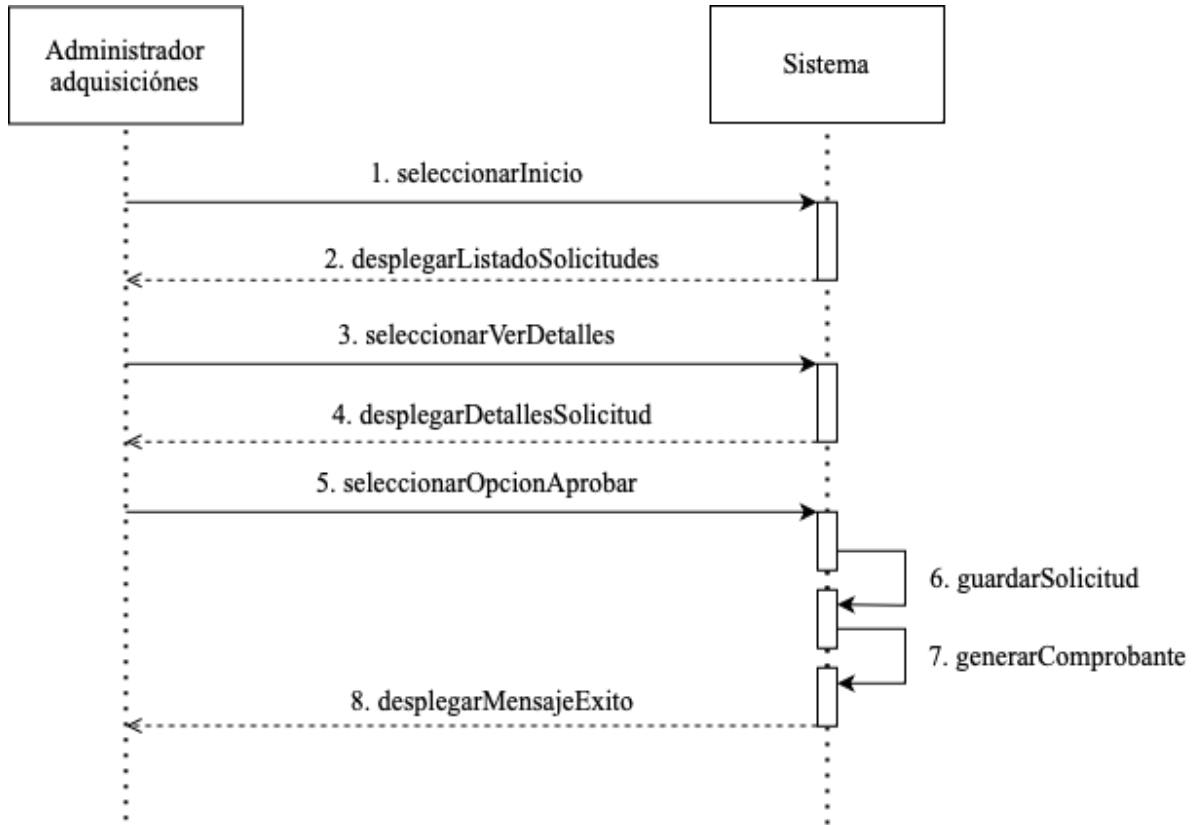 Administrador
adquisiciónes
Sistema
1. seleccionarInicio
2. desplegarListadoSolicitudes
3. seleccionarVerDetalles
4. desplegarDetallesSolicitud
5. seleccionarOpcionAprobar
6. guardarSolicitud
7. generarComprobante
8. desplegarMensajeExito